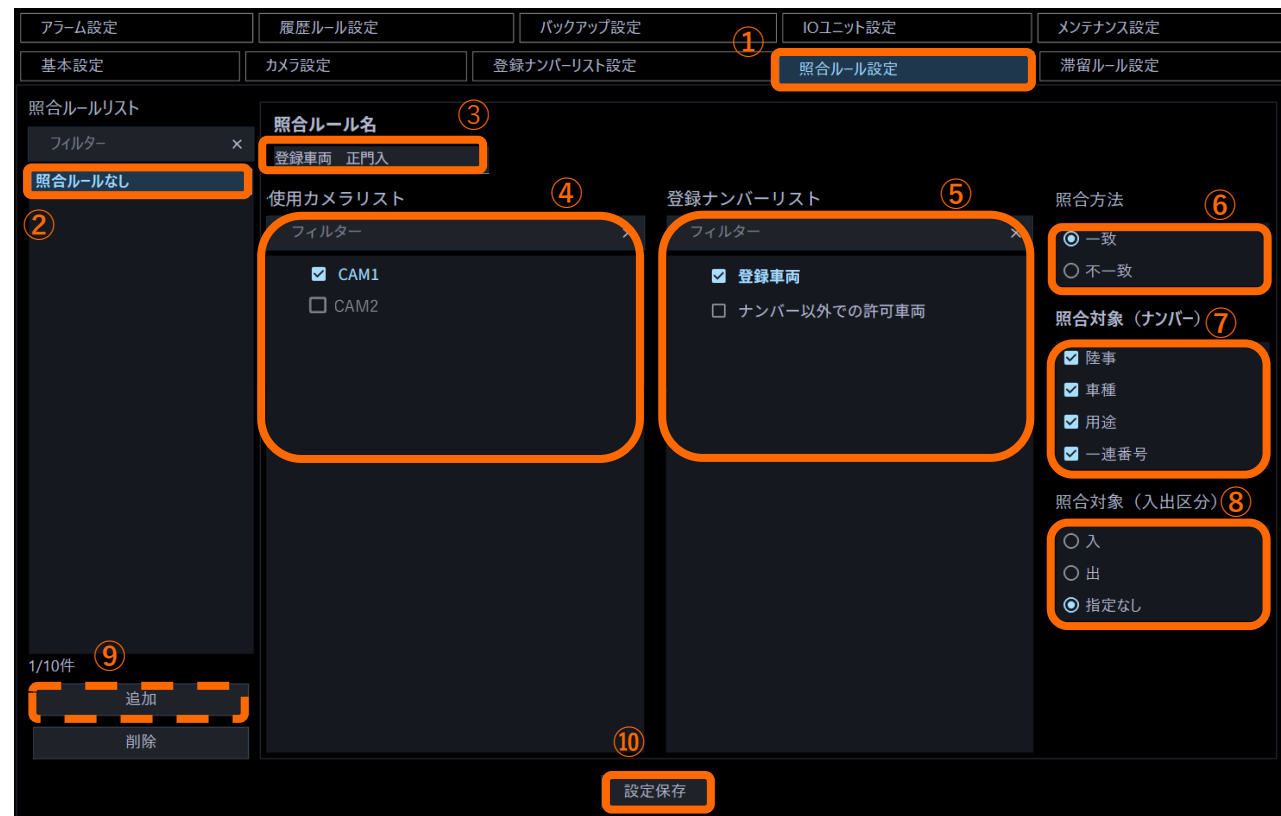 アラーム設定
履歴ルール設定
バックアップ設定
IOユニット設定
メンテナンス設定
①
基本設定
カメラ設定
登録ナンバーリスト設定
照合ルール設定
滞留ルール設定
照合ルールリスト
フィルター ×
照合ルールなし
②
1/10件
⑨
追加
削除
照合ルール名
③
登録車両 正門入
使用カメラリスト
④
フィルター ×
CAM1
CAM2
登録ナンバーリスト
⑤
フィルター ×
登録車両
ナンバー以外での許可車両
照合方法
⑥
一致
不一致
照合対象（ナンバー）
⑦
陸事
車種
用途
一連番号
照合対象（入出区分）
⑧
入
出
指定なし
⑩
設定保存